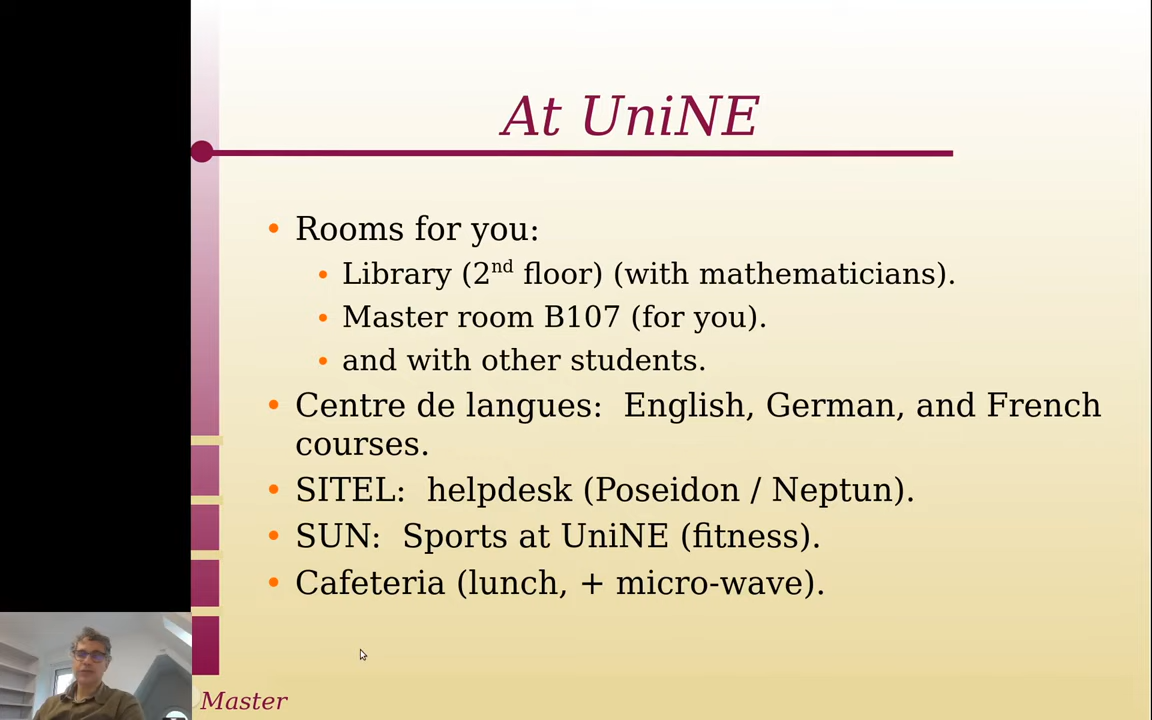 At UniNE
• Rooms for you:
• Library (2nd floor) (with mathematicians).
• Master room B107 (for you).
• and with other students.
• Centre de langues:  English, German, and French
courses.
• SITEL:  helpdesk (Poseidon / Neptun).
• SUN:  Sports at UniNE (fitness).
• Cafeteria (lunch, + micro-wave).
Master